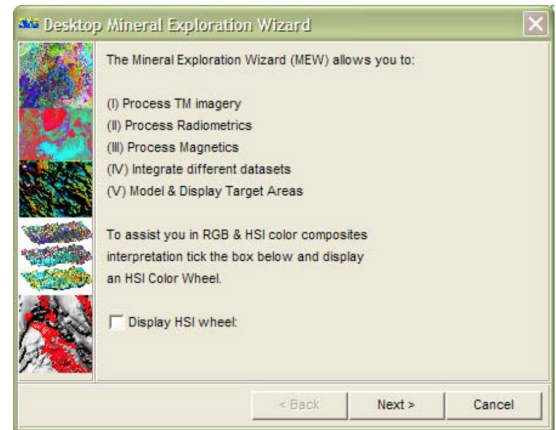 Desktop Mineral Exploration Wizard
The Mineral Exploration Wizard (MEW) allows you to:
(I) Process TM imagery
(II) Process Radiometrics
(III) Process Magnetics
(IV) Integrate different datasets
(V) Model & Display Target Areas
To assist you in RGB & HSI color composites
interpretation tick the box below and display
an HSI Color Wheel.
Display HSI wheel:
< Back Next > Cancel